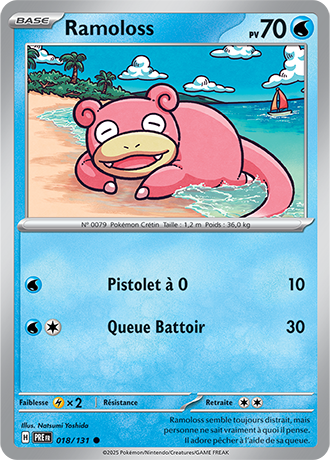 BASE Ramoloss PV 70
N° 0079 Pokémon Crétin Taille : 1,2 m Poids : 36,0 kg
Pistolet à O 10
Queue Battoir 30
Faiblesse ×2 Résistance Retraite
Illus. Natsumi Yoshida
H PRE FR 018/131
Ramoloss semble toujours distrait, mais
personne ne sait vraiment à quoi il pense.
Il adore pêcher à l'aide de sa queue.
©2025 Pokémon/Nintendo/Creatures/GAME FREAK